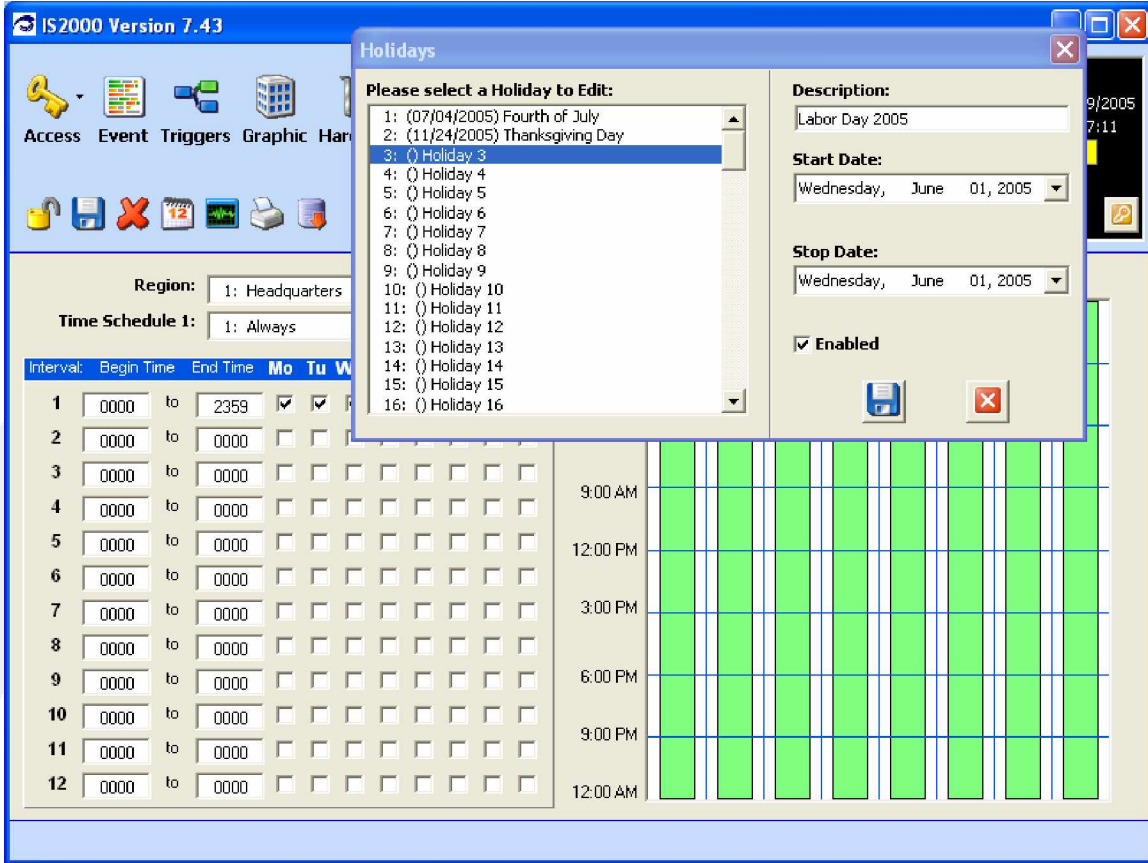 IS2000 Version 7.43
Holidays
Access Event Triggers Graphic Har
9/2005
7:11
12
Please select a Holiday to Edit:
1: (07/04/2005) Fourth of July
2: (11/24/2005) Thanksgiving Day
3: () Holiday 3
4: () Holiday 4
5: () Holiday 5
6: () Holiday 6
7: () Holiday 7
8: () Holiday 8
9: () Holiday 9
10: () Holiday 10
11: () Holiday 11
12: () Holiday 12
13: () Holiday 13
14: () Holiday 14
15: () Holiday 15
16: () Holiday 16
Description:
Labor Day 2005
Start Date:
Wednesday, June 01, 2005
Stop Date:
Wednesday, June 01, 2005
Enabled
Region: 1: Headquarters
Time Schedule 1: 1: Always
Interval: Begin Time End Time Mo Tu W
1 0000 to 2359
2 0000 to 0000
3 0000 to 0000
4 0000 to 0000
5 0000 to 0000
6 0000 to 0000
7 0000 to 0000
8 0000 to 0000
9 0000 to 0000
10 0000 to 0000
11 0000 to 0000
12 0000 to 0000
9:00 AM
12:00 PM
3:00 PM
6:00 PM
9:00 PM
12:00 AM